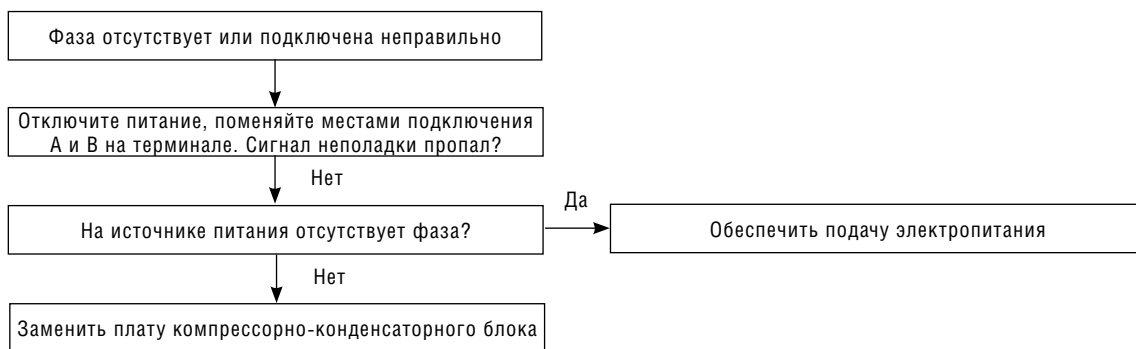 Фаза отсутствует или подключена неправильно
Отключите питание, поменяйте местами подключения
А и В на терминале. Сигнал неполадки пропал?
Нет
Да
На источнике питания отсутствует фаза?
Обеспечить подачу электропитания
Нет
Заменить плату компрессорно-конденсаторного блока